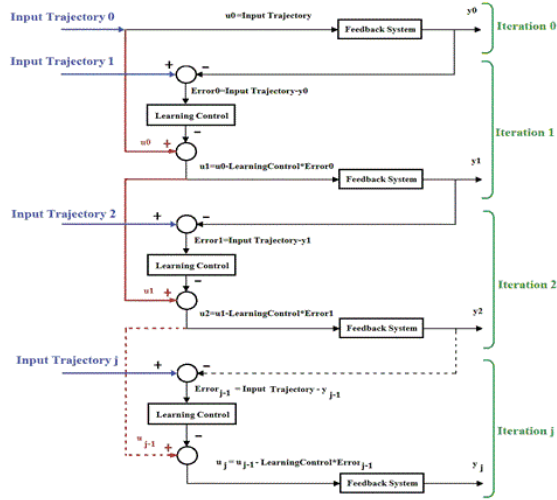 Input Trajectory 0
u0=Input Trajectory
Feedback System
y0
Iteration 0
Input Trajectory 1
+
−
Error0=Input Trajectory-y0
Learning Control
−
u0
+
Iteration 1
u1=u0-LearningControl*Error0
Feedback System
y1
Input Trajectory 2
+
−
Error1=Input Trajectory-y1
Learning Control
−
u1
+
Iteration 2
u2=u1-LearningControl*Error1
Feedback System
y2
Input Trajectory j
+
−
Error j-1 =Input Trajectory - y j-1
Learning Control
−
u j-1
+
Iteration j
u j = u j-1 - LearningControl*Error j-1
Feedback System
y j